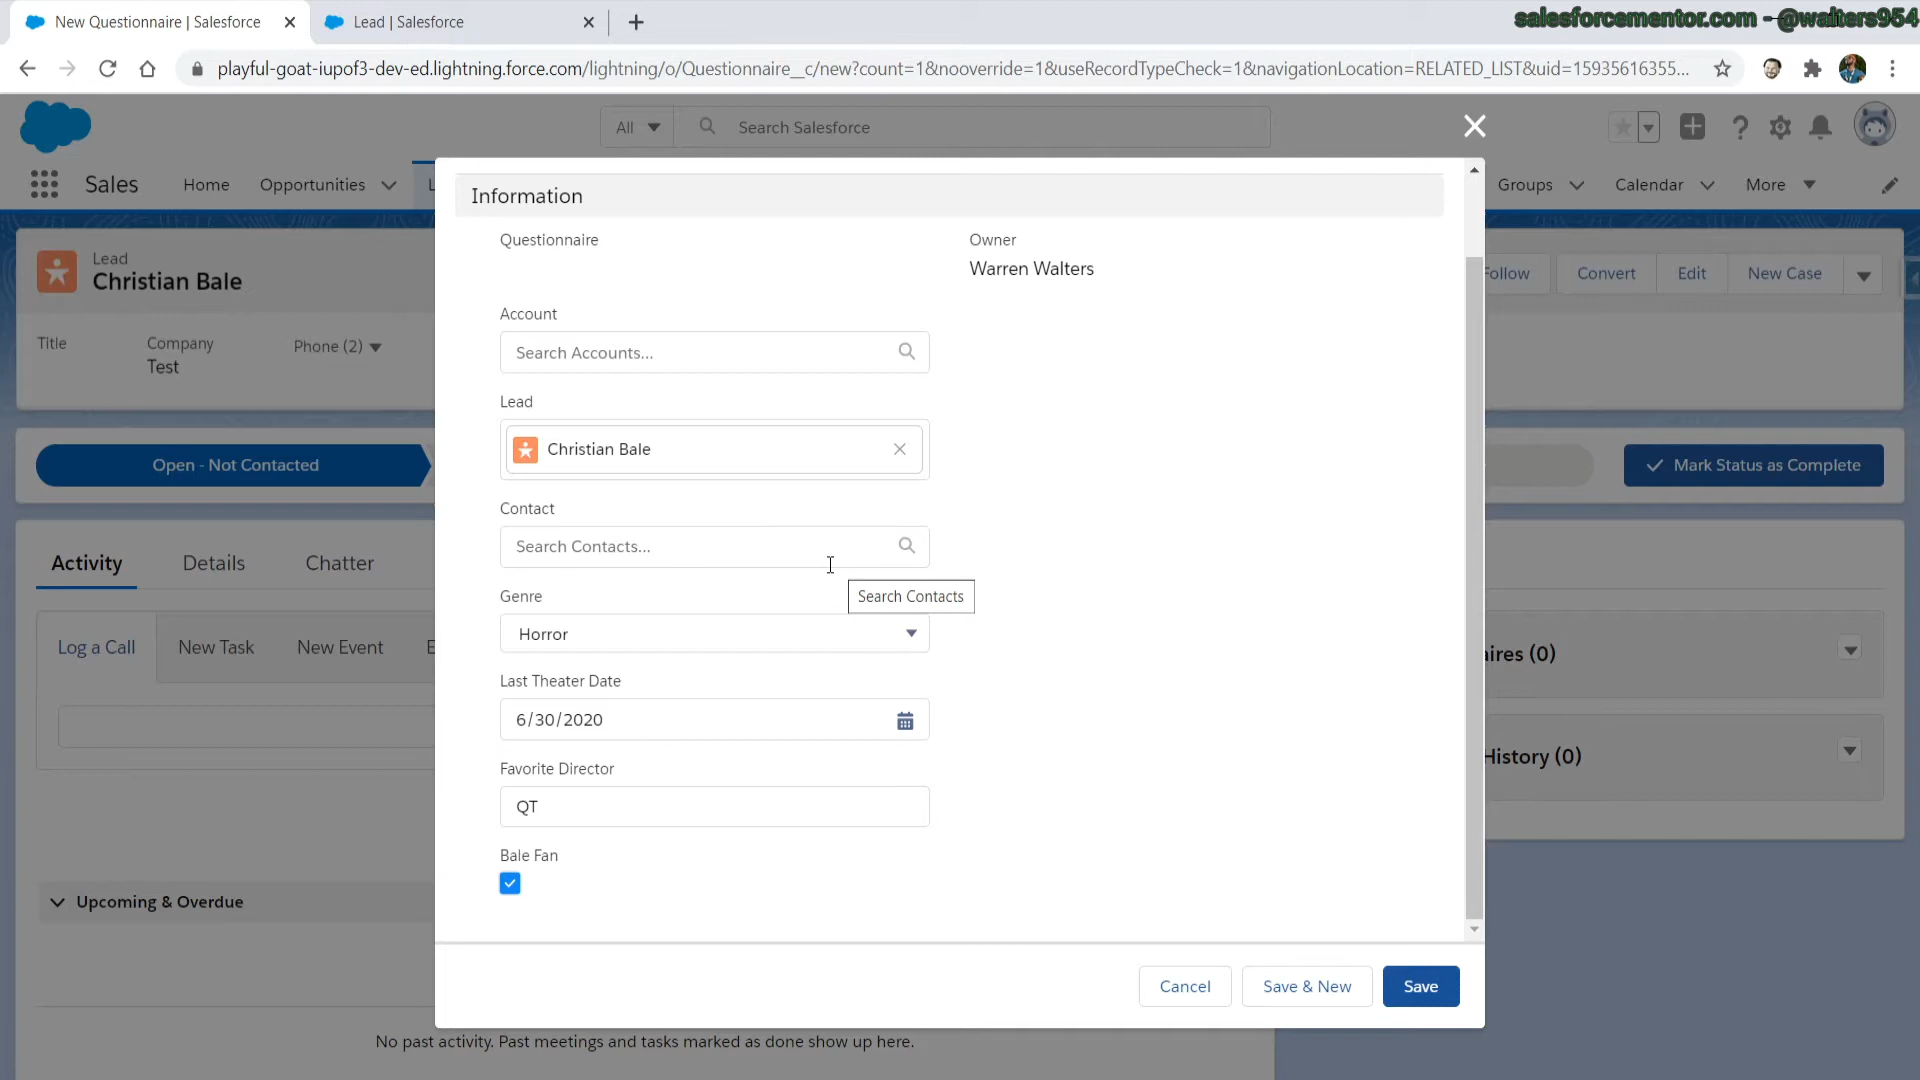 New Questionnaire | Salesforce
Lead | Salesforce
salesforcementor.com - @walters954
playful-goat-iupof3-dev-ed.lightning.force.com/lightning/o/Questionnaire__c/new?count=1&nooverride=1&useRecordTypeCheck=1&navigationLocation=RELATED_LIST&uid=15935616355...
All
Search Salesforce
Sales
Home
Opportunities
L
Groups
Calendar
More
Information
Lead
Christian Bale
Follow
Convert
Edit
New Case
Title
Company
Test
Phone (2)
Questionnaire
Owner
Warren Walters
Account
Search Accounts...
Lead
Christian Bale
Contact
Search Contacts...
Search Contacts
Genre
Horror
Last Theater Date
6/30/2020
Favorite Director
QT
Bale Fan
Open - Not Contacted
Mark Status as Complete
Activity
Details
Chatter
Log a Call
New Task
New Event
E
aires (0)
History (0)
Upcoming & Overdue
Cancel
Save & New
Save
No past activity. Past meetings and tasks marked as done show up here.